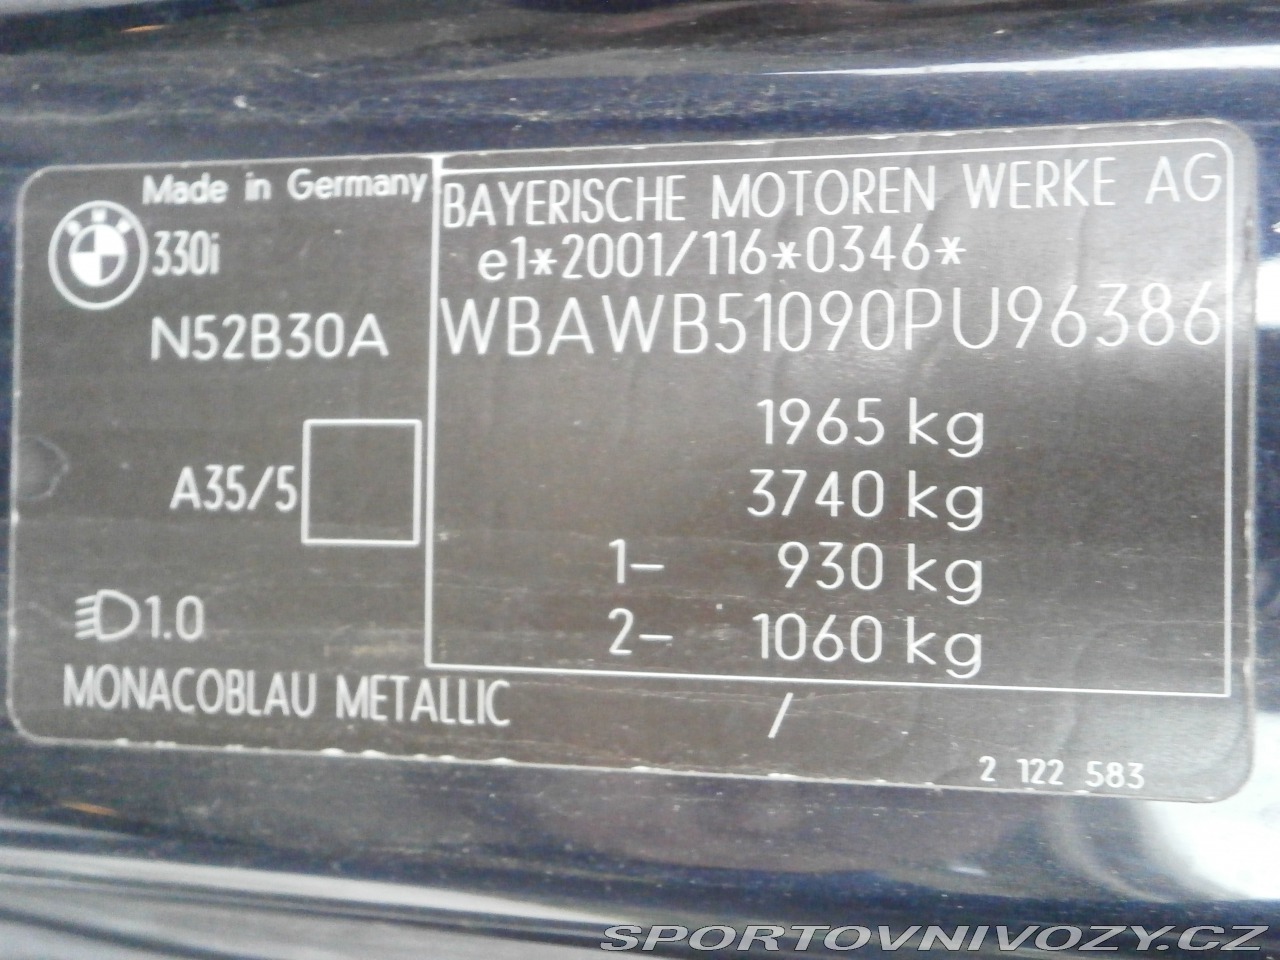 Made in Germany
330i
N52B30A
A35/5
1.0
MONACOBLAU METALLIC
BAYERISCHE MOTOREN WERKE AG
e1*2001/116*0346*
WBAWB51090PU96386
1965 kg
3740 kg
1- 930 kg
2- 1060 kg
/
2 122 583
SPORTOVNIVOZY.CZ